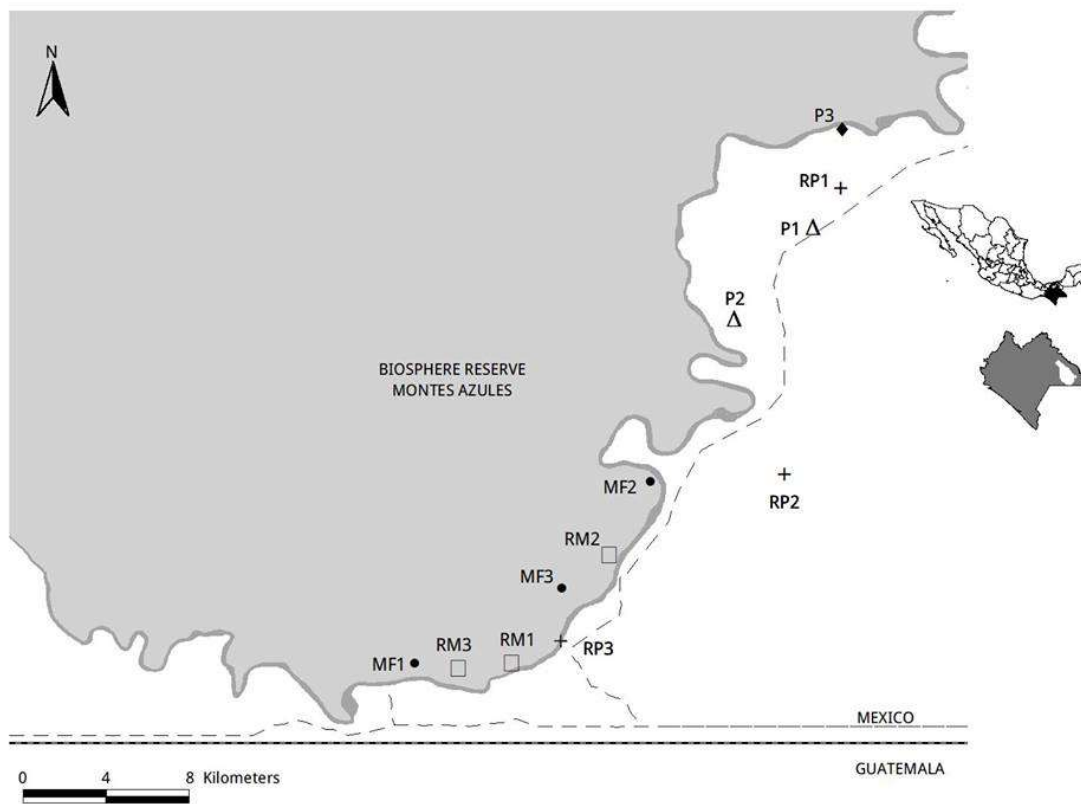 N
P3
RP1
P1
P2
BIOSPHERE RESERVE
MONTES AZULES
MF2
RP2
RM2
MF3
RM3
RM1
RP3
MF1
MEXICO
GUATEMALA
0 4 8 Kilometers